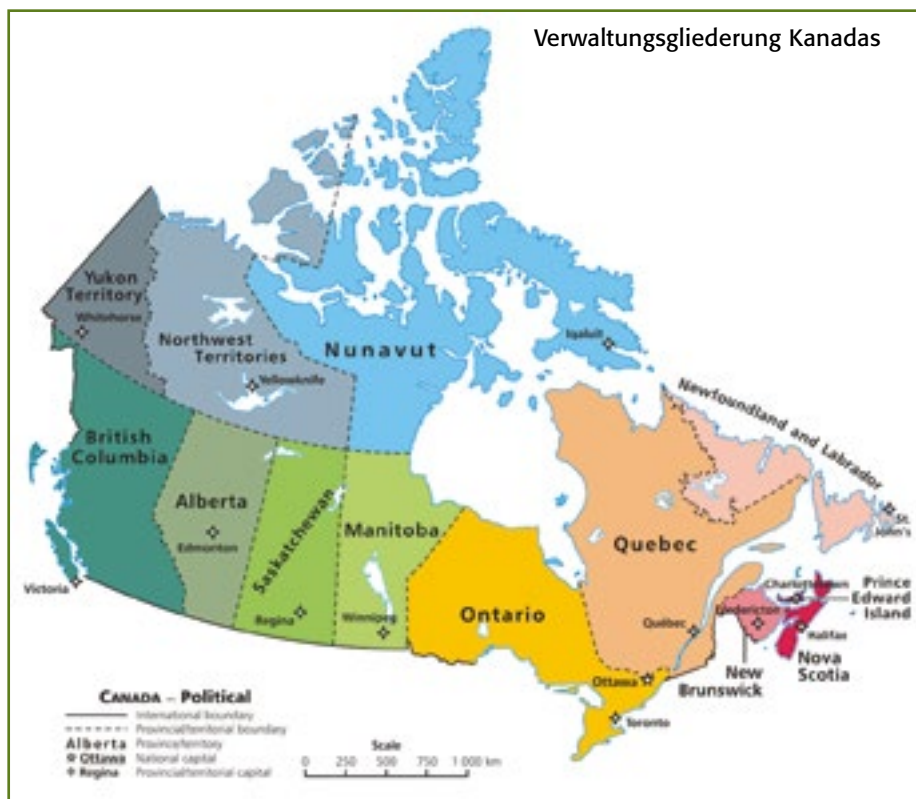 Verwaltungsgliederung Kanadas
Yukon
Territory
Whitehorse
Northwest
Territories
Yellowknife
Nunavut
Iqaluit
British
Columbia
Victoria
Alberta
Edmonton
Saskatchewan
Regina
Manitoba
Winnipeg
Ontario
Ottawa
Toronto
Quebec
Québec
Newfoundland and Labrador
St.
John's
Charlottetown
Prince
Edward
Island
Fredericton
Halifax
New
Brunswick
Nova
Scotia
CANADA – Political
International boundary
Provincial/territorial boundary
Alberta Province/territory
Ottawa National capital
Regina Provincial/territorial capital
Scale
0 250 500 1 000 km